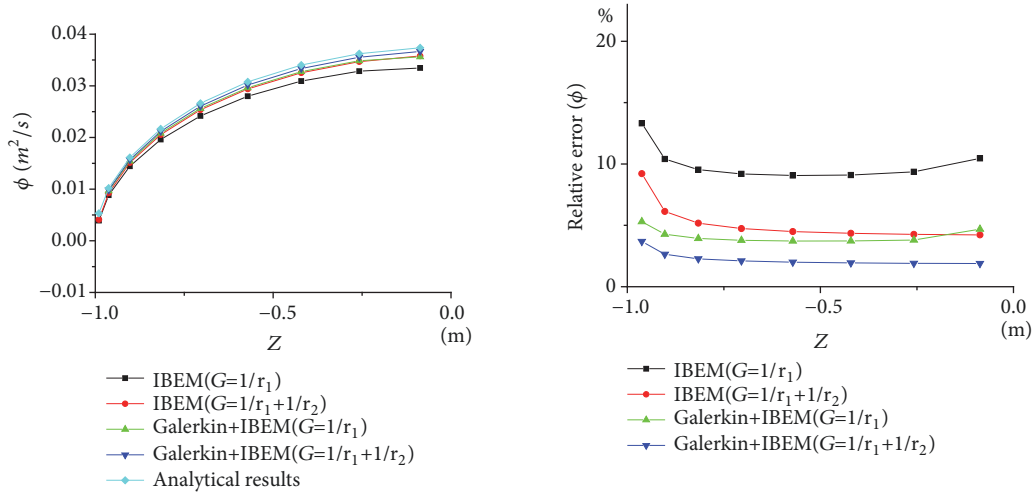 0.04
0.03
0.02
0.01
0.00
−0.01
ϕ (m²/s)
−1.0
−0.5
0.0
(m)
Z
IBEM(G=1/r₁)
IBEM(G=1/r₁+1/r₂)
Galerkin+IBEM(G=1/r₁)
Galerkin+IBEM(G=1/r₁+1/r₂)
Analytical results
%
20
10
0
Relative error (ϕ)
−1.0
−0.5
0.0
(m)
Z
IBEM(G=1/r₁)
IBEM(G=1/r₁+1/r₂)
Galerkin+IBEM(G=1/r₁)
Galerkin+IBEM(G=1/r₁+1/r₂)